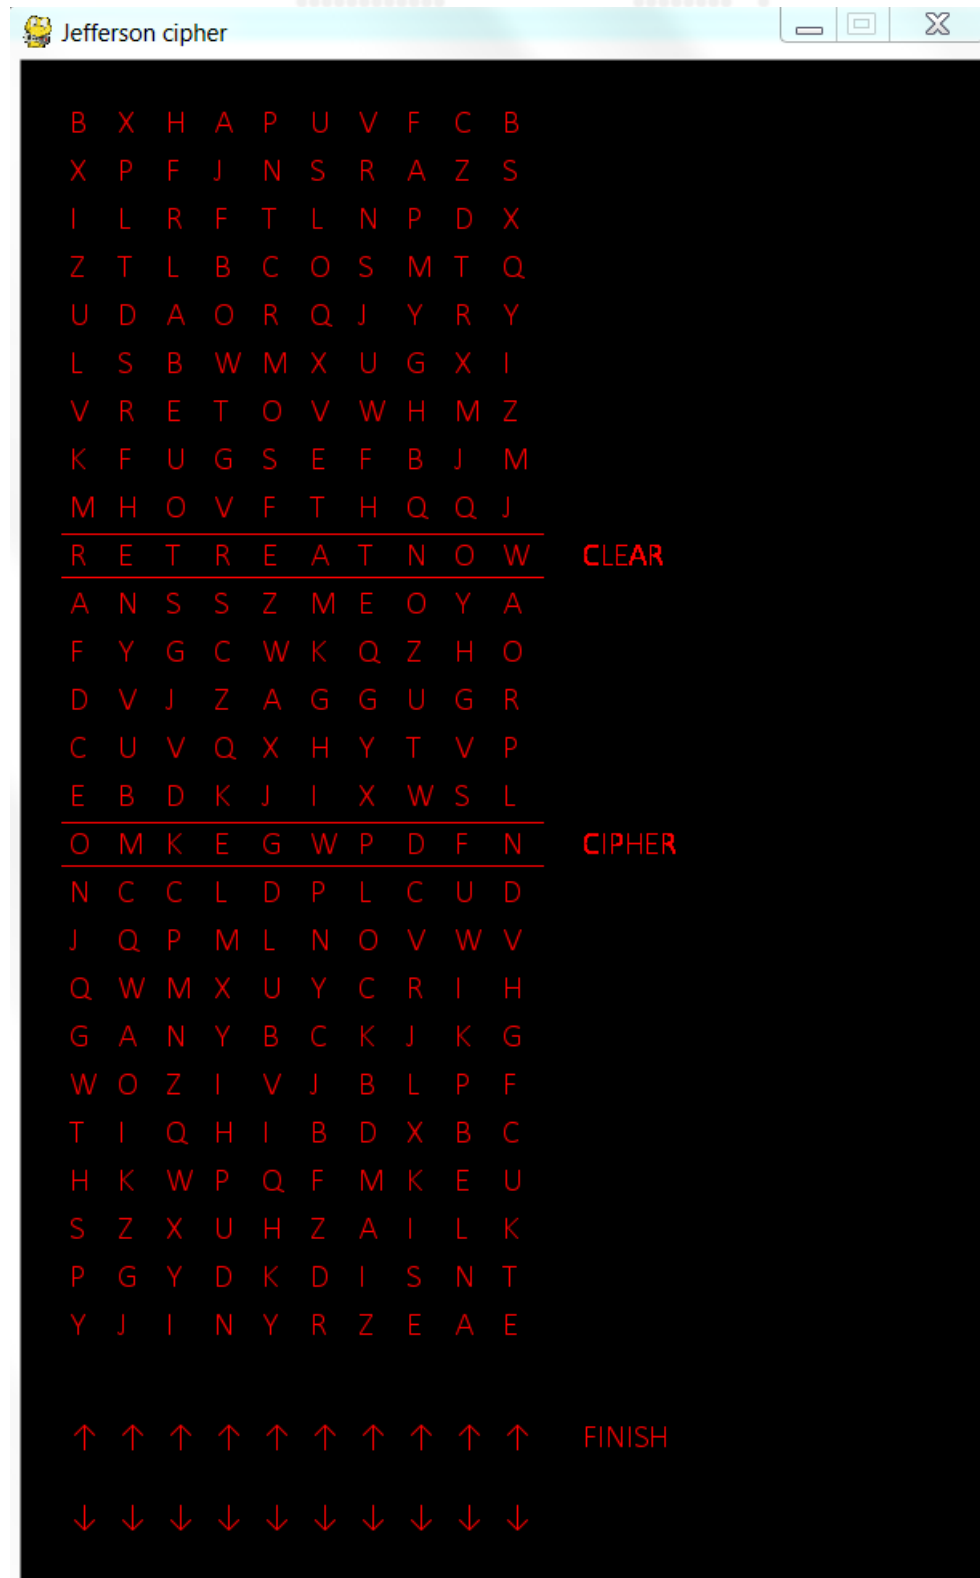 Jefferson cipher
B X H A P U V F C B
X P F J N S R A Z S
I L R F T L N P D X
Z T L B C O S M T Q
U D A O R Q J Y R Y
L S B W M X U G X I
V R E T O V W H M Z
K F U G S E F B J M
M H O V F T H Q Q J
R E T R E A T N O W CLEAR
A N S S Z M E O Y A
F Y G C W K Q Z H O
D V J Z A G G U G R
C U V Q X H Y T V P
E B D K J I X W S L
O M K E G W P D F N CIPHER
N C C L D P L C U D
J Q P M L N O V W V
Q W M X U Y C R I H
G A N Y B C K J K G
W O Z I V J B L P F
T I Q H I B D X B C
H K W P Q F M K E U
S Z X U H Z A I L K
P G Y D K D I S N T
Y J I N Y R Z E A E
↑ ↑ ↑ ↑ ↑ ↑ ↑ ↑ ↑ ↑ FINISH
↓ ↓ ↓ ↓ ↓ ↓ ↓ ↓ ↓ ↓